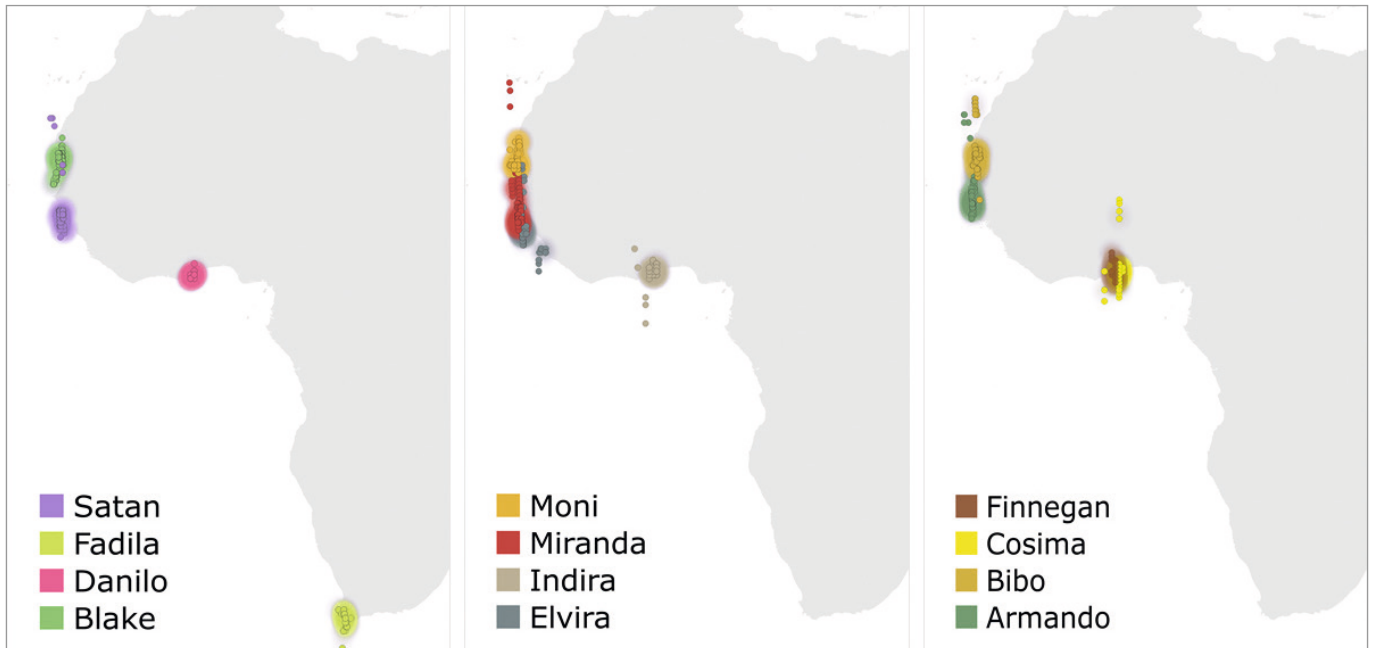 Satan
Fadila
Danilo
Blake
Moni
Miranda
Indira
Elvira
Finnegan
Cosima
Bibo
Armando